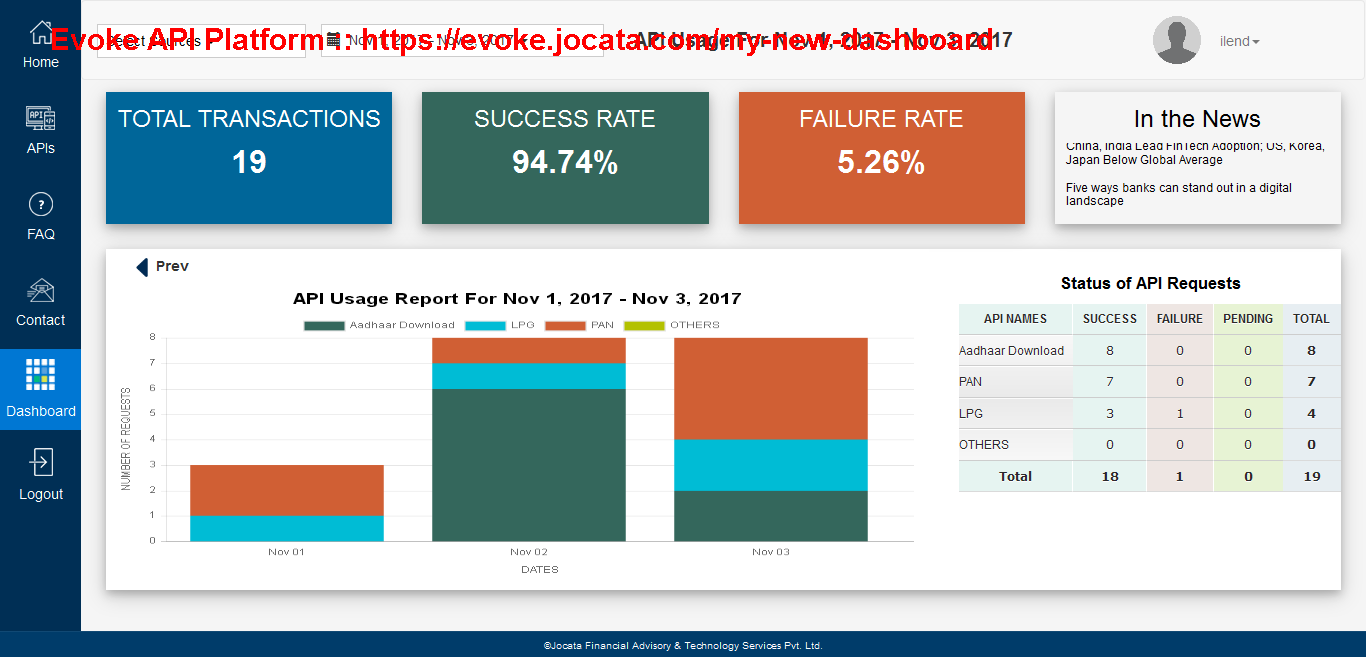 Evoke API Platform1: https://evoke.jocata.com/my-new-dashboard
API Usage For Nov 1, 2017 - Nov 3, 2017
ilend
Home
APIs
FAQ
Contact
Dashboard
Logout
TOTAL TRANSACTIONS
19
SUCCESS RATE
94.74%
FAILURE RATE
5.26%
In the News
China, India Lead FinTech Adoption; US, Korea,
Japan Below Global Average
Five ways banks can stand out in a digital
landscape
Prev
API Usage Report For Nov 1, 2017 - Nov 3, 2017
Aadhaar Download LPG PAN OTHERS
NUMBER OF REQUESTS
8
7
6
5
4
3
2
1
0
Nov 01 Nov 02 Nov 03
DATES
Status of API Requests
API NAMES SUCCESS FAILURE PENDING TOTAL
Aadhaar Download 8 0 0 8
PAN 7 0 0 7
LPG 3 1 0 4
OTHERS 0 0 0 0
Total 18 1 0 19
©Jocata Financial Advisory & Technology Services Pvt. Ltd.